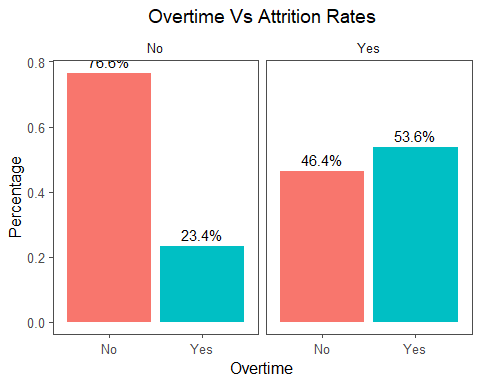 Overtime Vs Attrition Rates
No Yes
0.8
76.6%
0.6
53.6%
46.4%
0.4
23.4%
0.2
0.0
Percentage
No Yes No Yes
Overtime